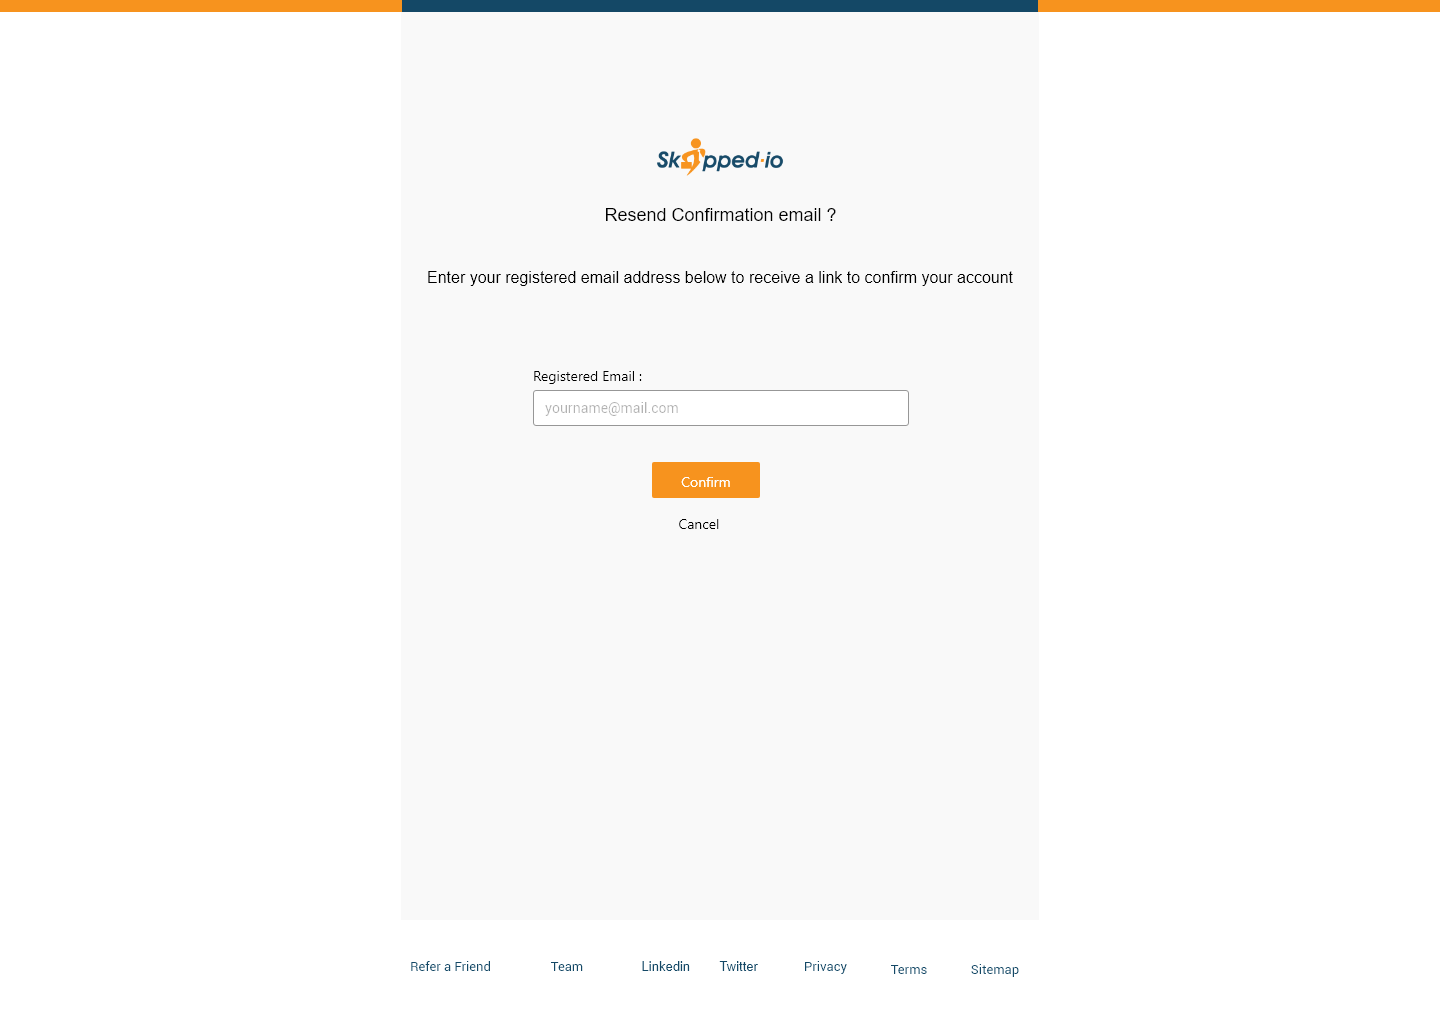 Skipped·io
Resend Confirmation email ?
Enter your registered email address below to receive a link to confirm your account
Registered Email :
yourname@mail.com
Confirm
Cancel
Refer a Friend Team Linkedin Twitter Privacy Terms Sitemap